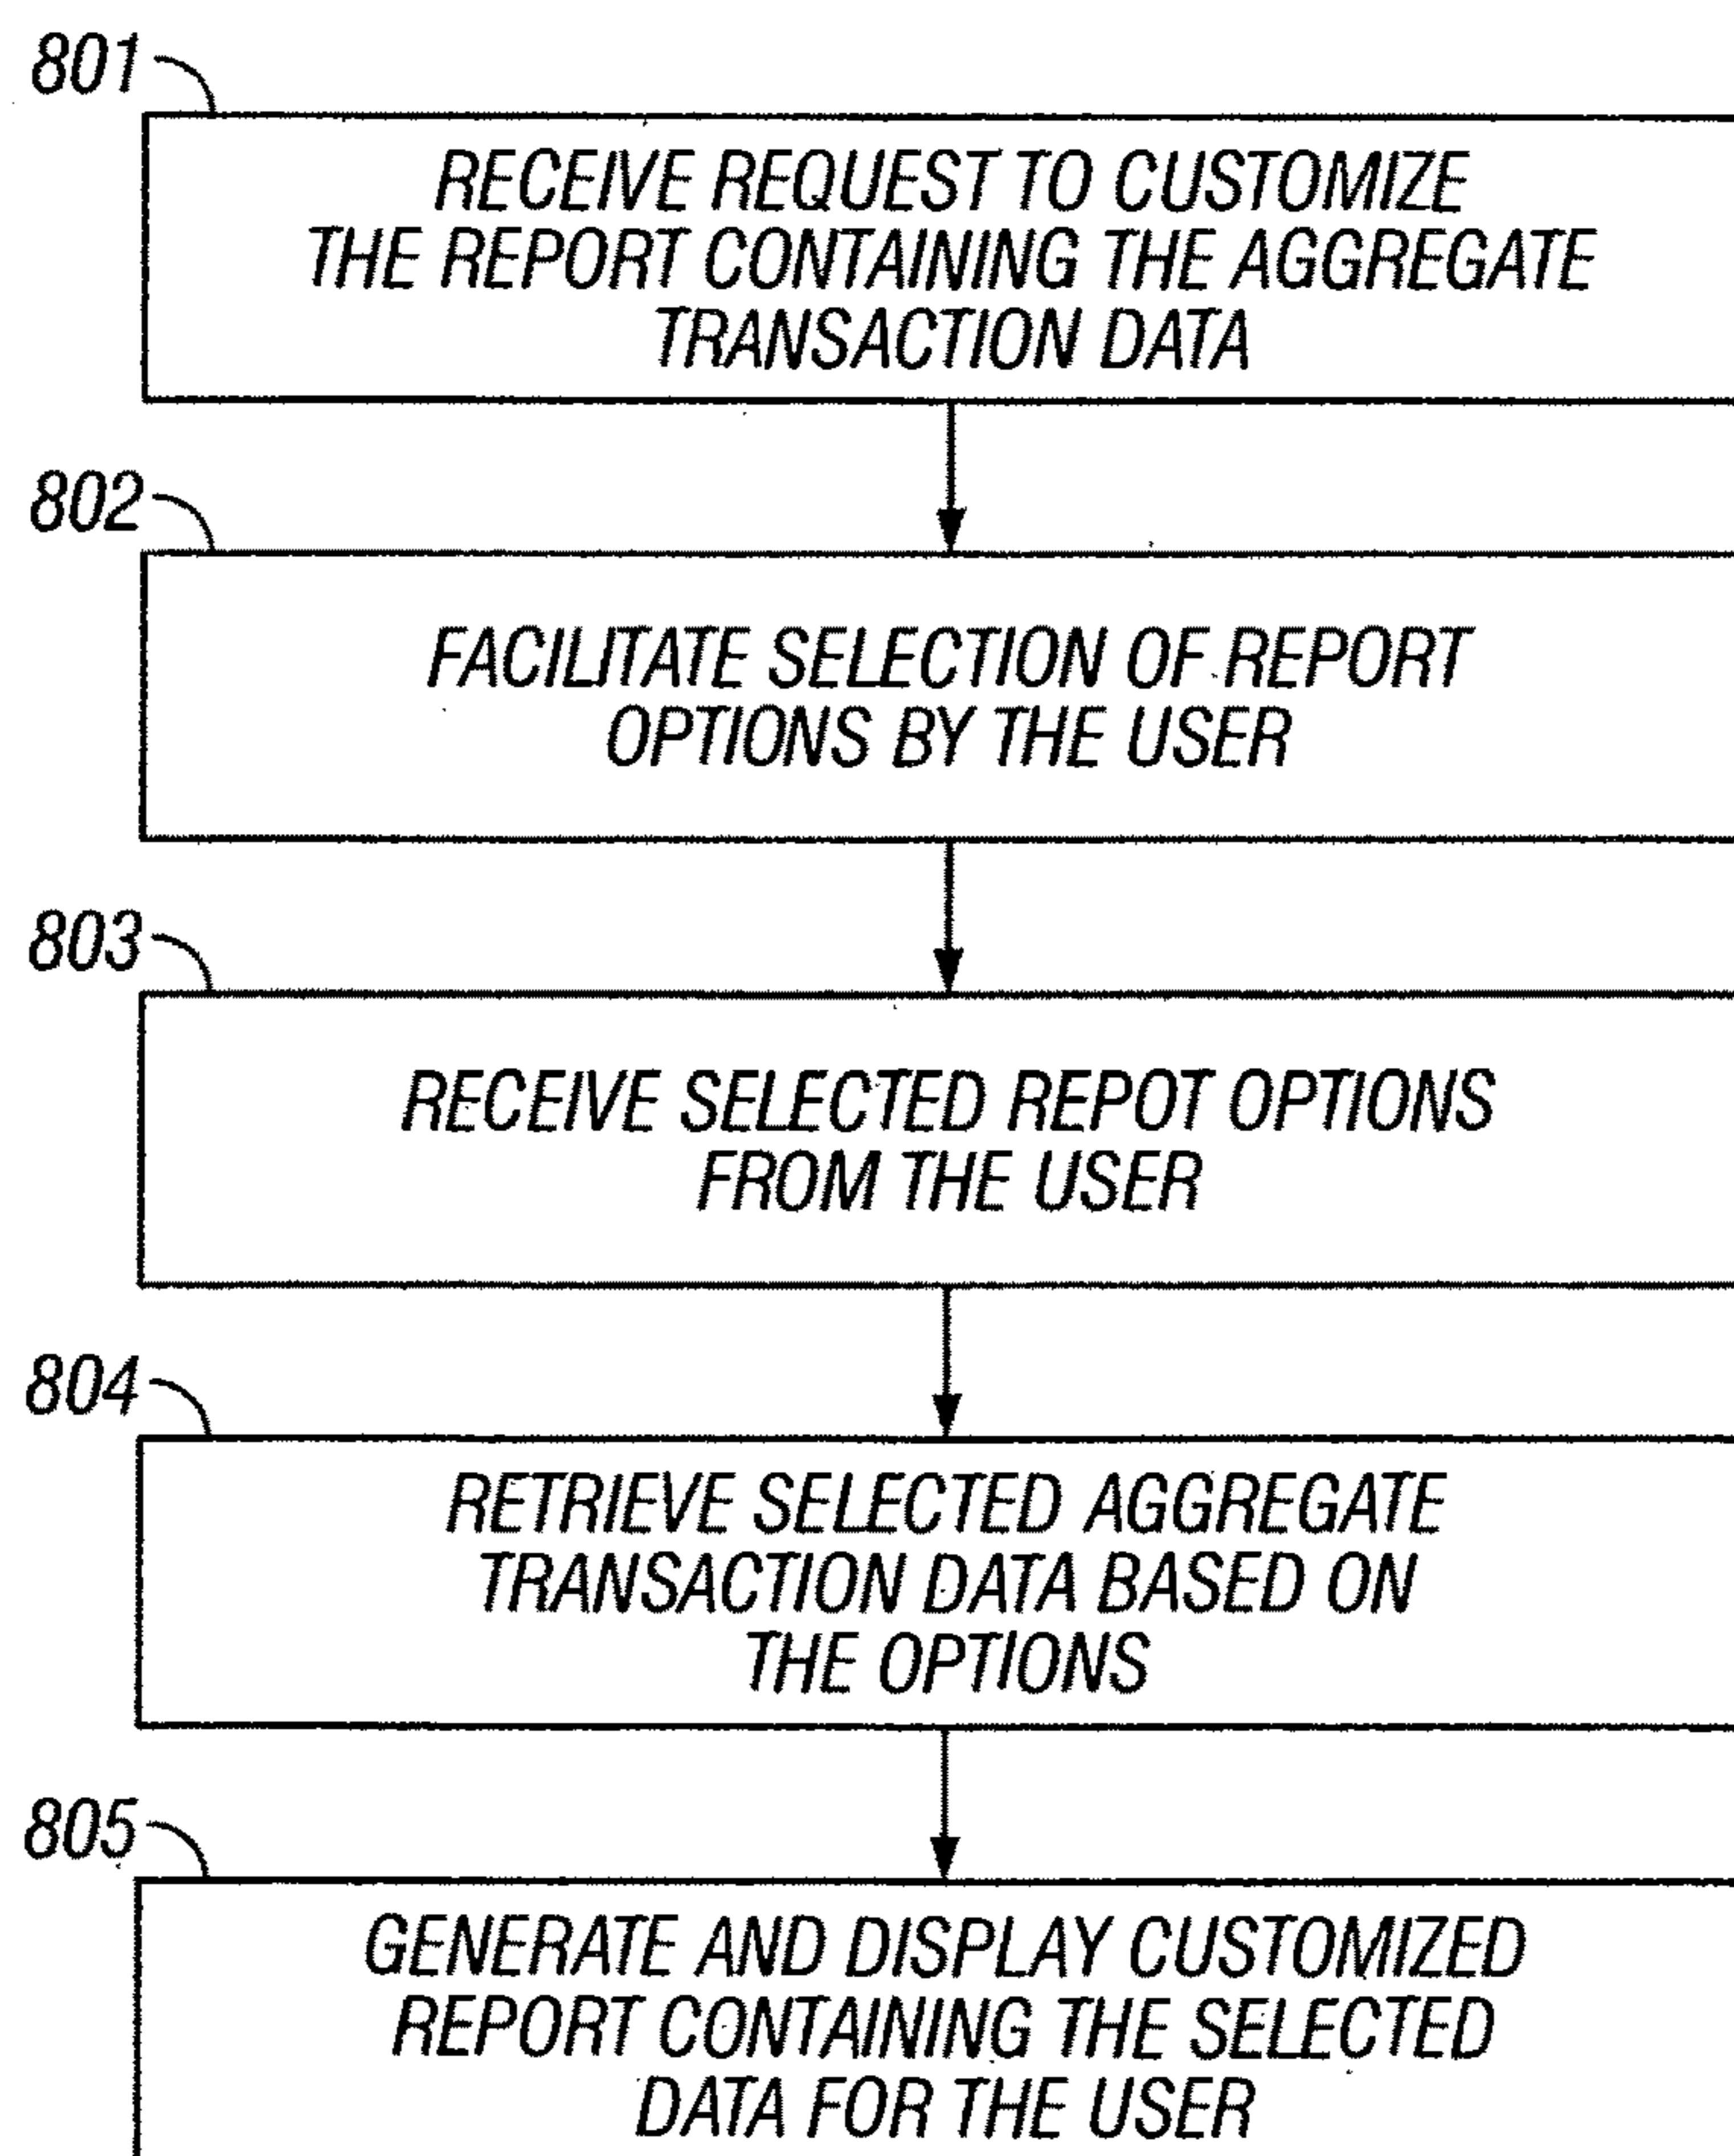 801
RECEIVE REQUEST TO CUSTOMIZE
THE REPORT CONTAINING THE AGGREGATE
TRANSACTION DATA
802
FACILITATE SELECTION OF REPORT
OPTIONS BY THE USER
803
RECEIVE SELECTED REPOT OPTIONS
FROM THE USER
804
RETRIEVE SELECTED AGGREGATE
TRANSACTION DATA BASED ON
THE OPTIONS
805
GENERATE AND DISPLAY CUSTOMIZED
REPORT CONTAINING THE SELECTED
DATA FOR THE USER